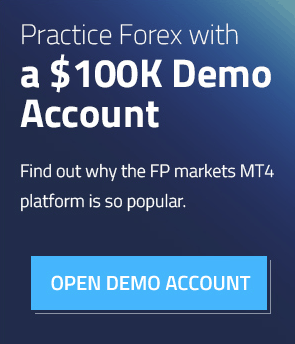 Practice Forex with
a $100K Demo
Account
Find out why the FP markets MT4
platform is so popular.
OPEN DEMO ACCOUNT